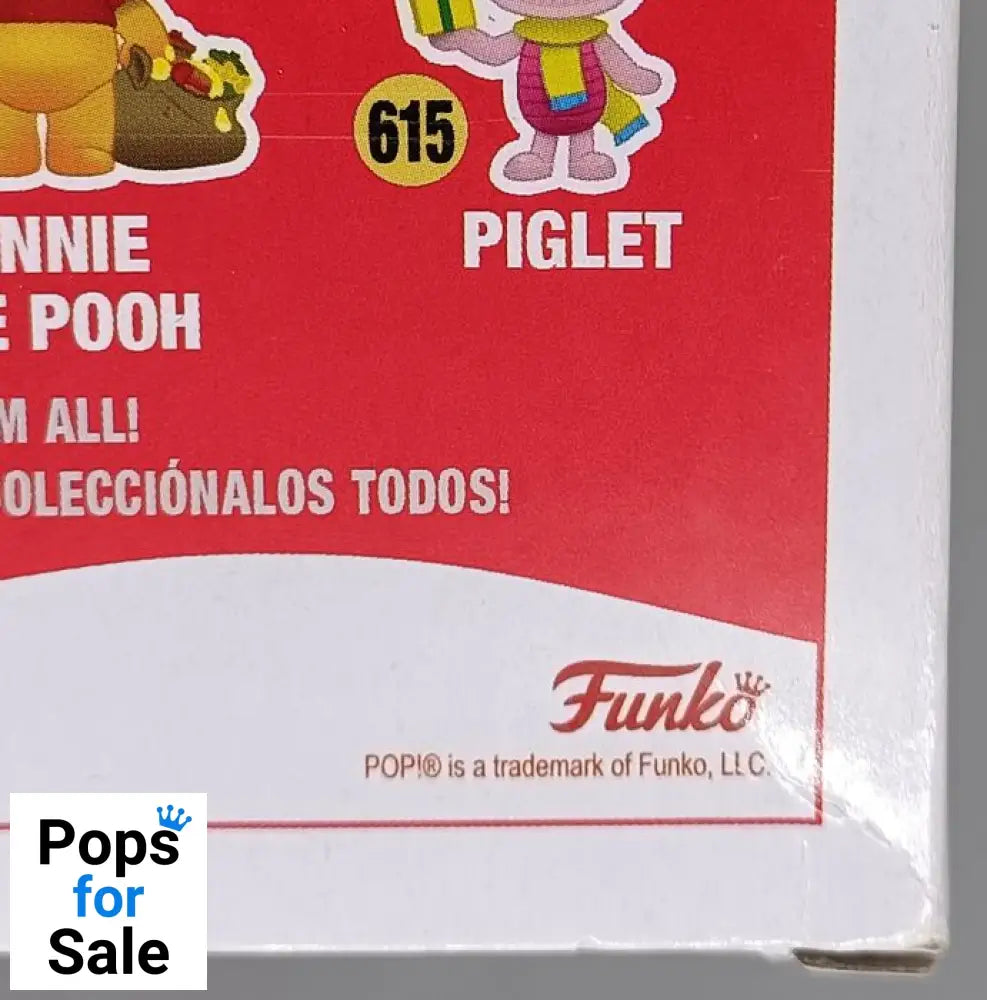 615
NNIE
PIGLET
E POOH
M ALL!
OLECCIÓNALOS TODOS!
Funko
POP!® is a trademark of Funko, LLC.
Pops
for
Sale